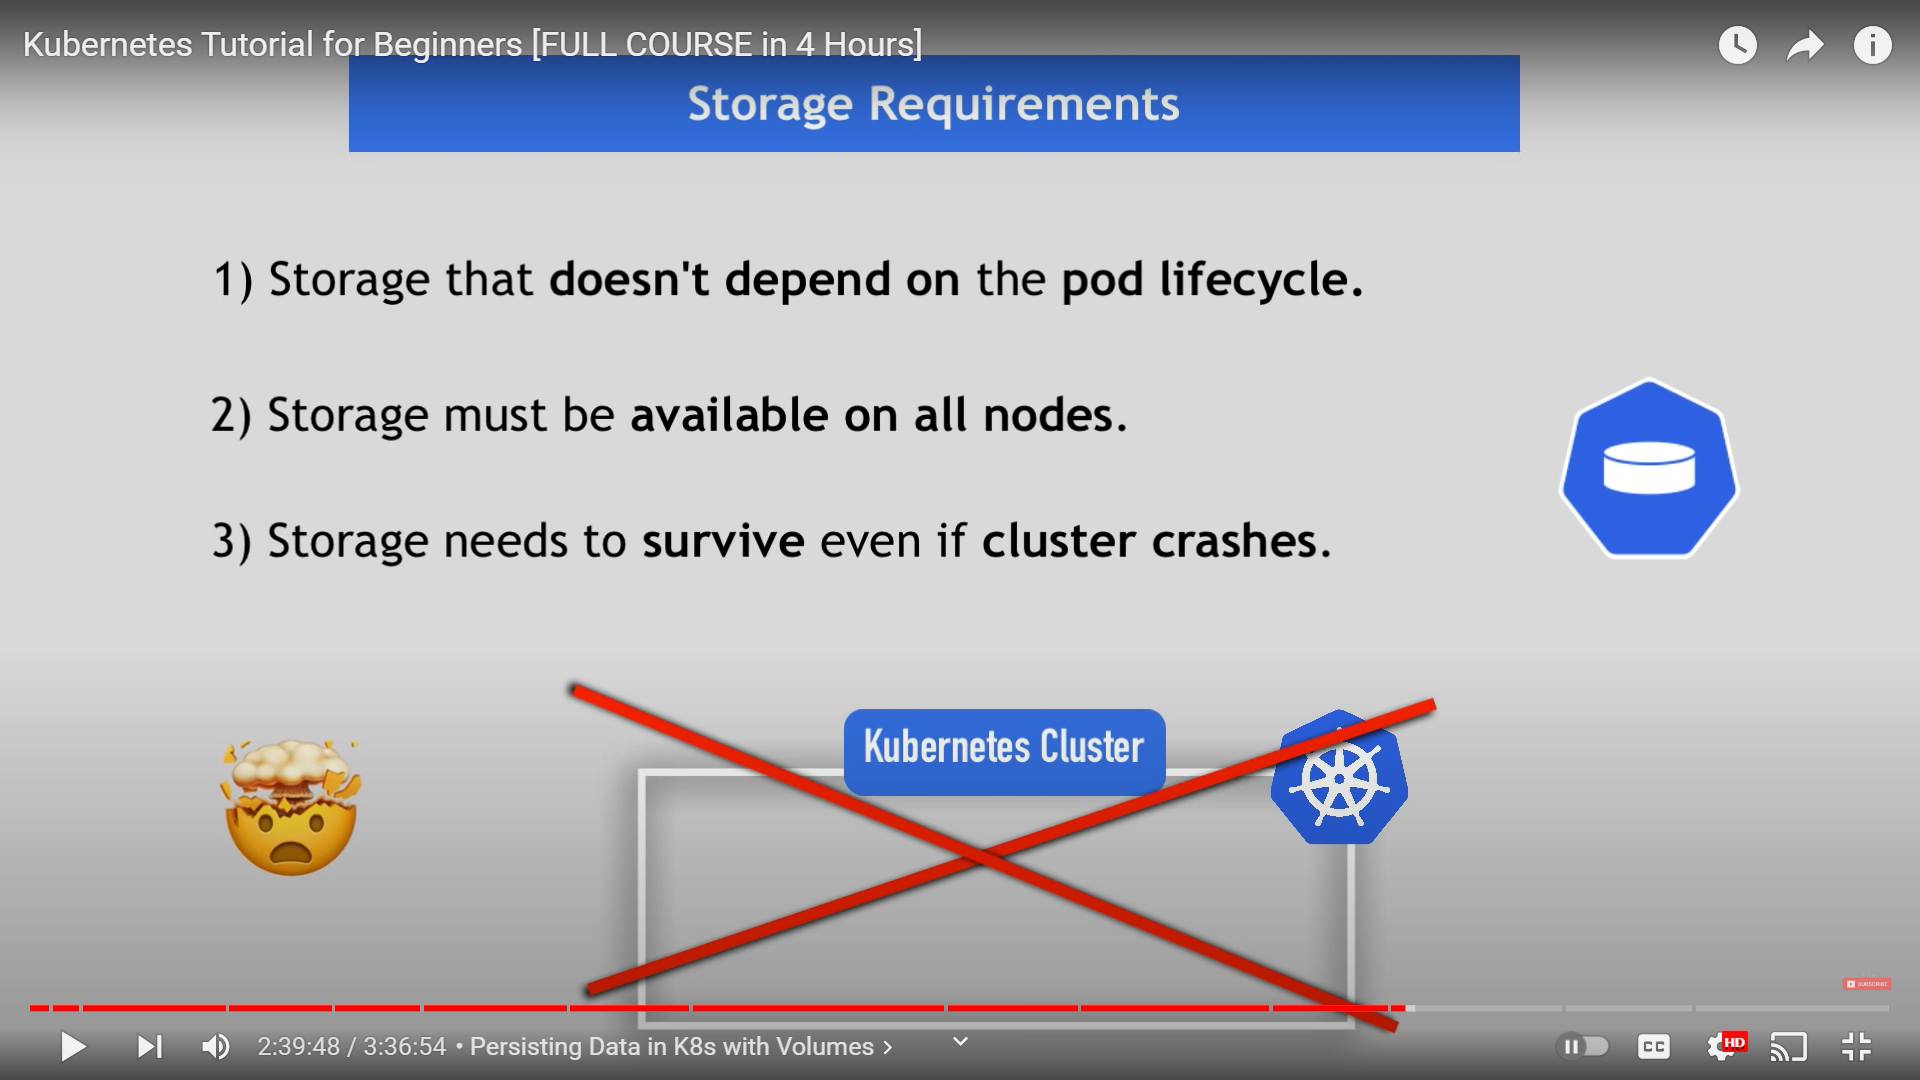 Kubernetes Tutorial for Beginners [FULL COURSE in 4 Hours]
Storage Requirements
1) Storage that doesn't depend on the pod lifecycle.
2) Storage must be available on all nodes.
3) Storage needs to survive even if cluster crashes.
Kubernetes Cluster
SUBSCRIBE
2:39:48 / 3:36:54 • Persisting Data in K8s with Volumes
CC
HD